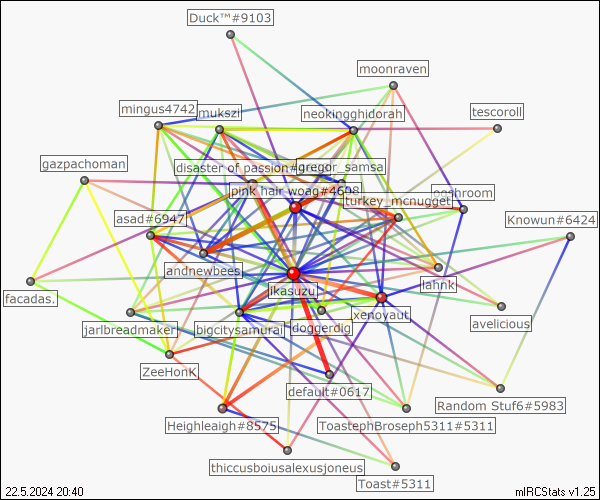 Duck™#9103
moonraven
mingus4742
mukszi
neokingghidorah
tescoroll
gazpachoman
disaster of passion#
gregor_samsa
pink hair woag#4608
turkey_mcnugget
asad#6947
Knowun#6424
andnewbees
lahnk
facadas.
ikasuzu
jarlbreadmaker
bigcitysamurai
doggerdig
xenoyaut
avelicious
ZeeHonK
default#0617
Random Stuf6#5983
Heighleaigh#8575
ToastephBroseph5311#5311
thiccusboiusalexusjoneus
Toast#5311
22.5.2024 20:40
mIRCStats v1.25